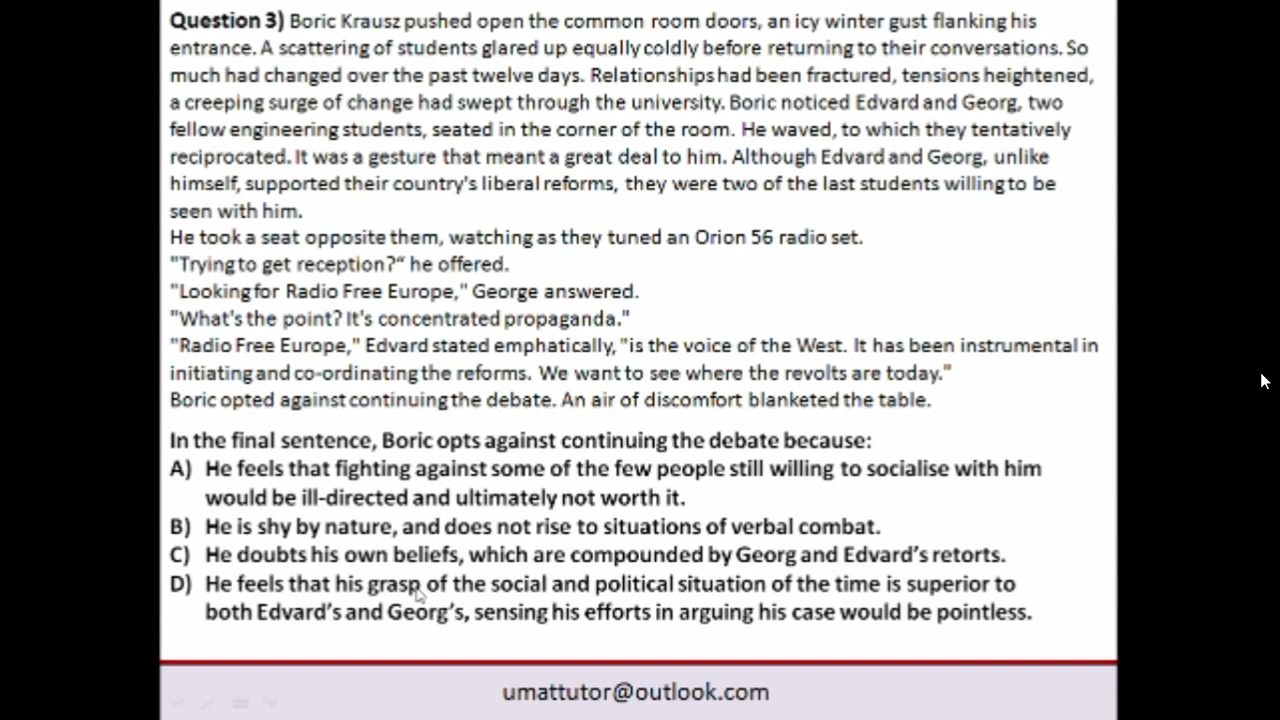 Question 3) Boric Krausz pushed open the common room doors, an icy winter gust flanking his
entrance. A scattering of students glared up equally coldly before returning to their conversations. So
much had changed over the past twelve days. Relationships had been fractured, tensions heightened,
a creeping surge of change had swept through the university. Boric noticed Edvard and Georg, two
fellow engineering students, seated in the corner of the room. He waved, to which they tentatively
reciprocated. It was a gesture that meant a great deal to him. Although Edvard and Georg, unlike
himself, supported their country's liberal reforms, they were two of the last students willing to be
seen with him.
He took a seat opposite them, watching as they tuned an Orion 56 radio set.
"Trying to get reception?“ he offered.
"Looking for Radio Free Europe," George answered.
"What's the point? It's concentrated propaganda."
"Radio Free Europe," Edvard stated emphatically, "is the voice of the West. It has been instrumental in
initiating and co-ordinating the reforms. We want to see where the revolts are today."
Boric opted against continuing the debate. An air of discomfort blanketed the table.
In the final sentence, Boric opts against continuing the debate because:
A) He feels that fighting against some of the few people still willing to socialise with him
would be ill-directed and ultimately not worth it.
B) He is shy by nature, and does not rise to situations of verbal combat.
C) He doubts his own beliefs, which are compounded by Georg and Edvard’s retorts.
D) He feels that his grasp of the social and political situation of the time is superior to
both Edvard’s and Georg’s, sensing his efforts in arguing his case would be pointless.
umattutor@outlook.com